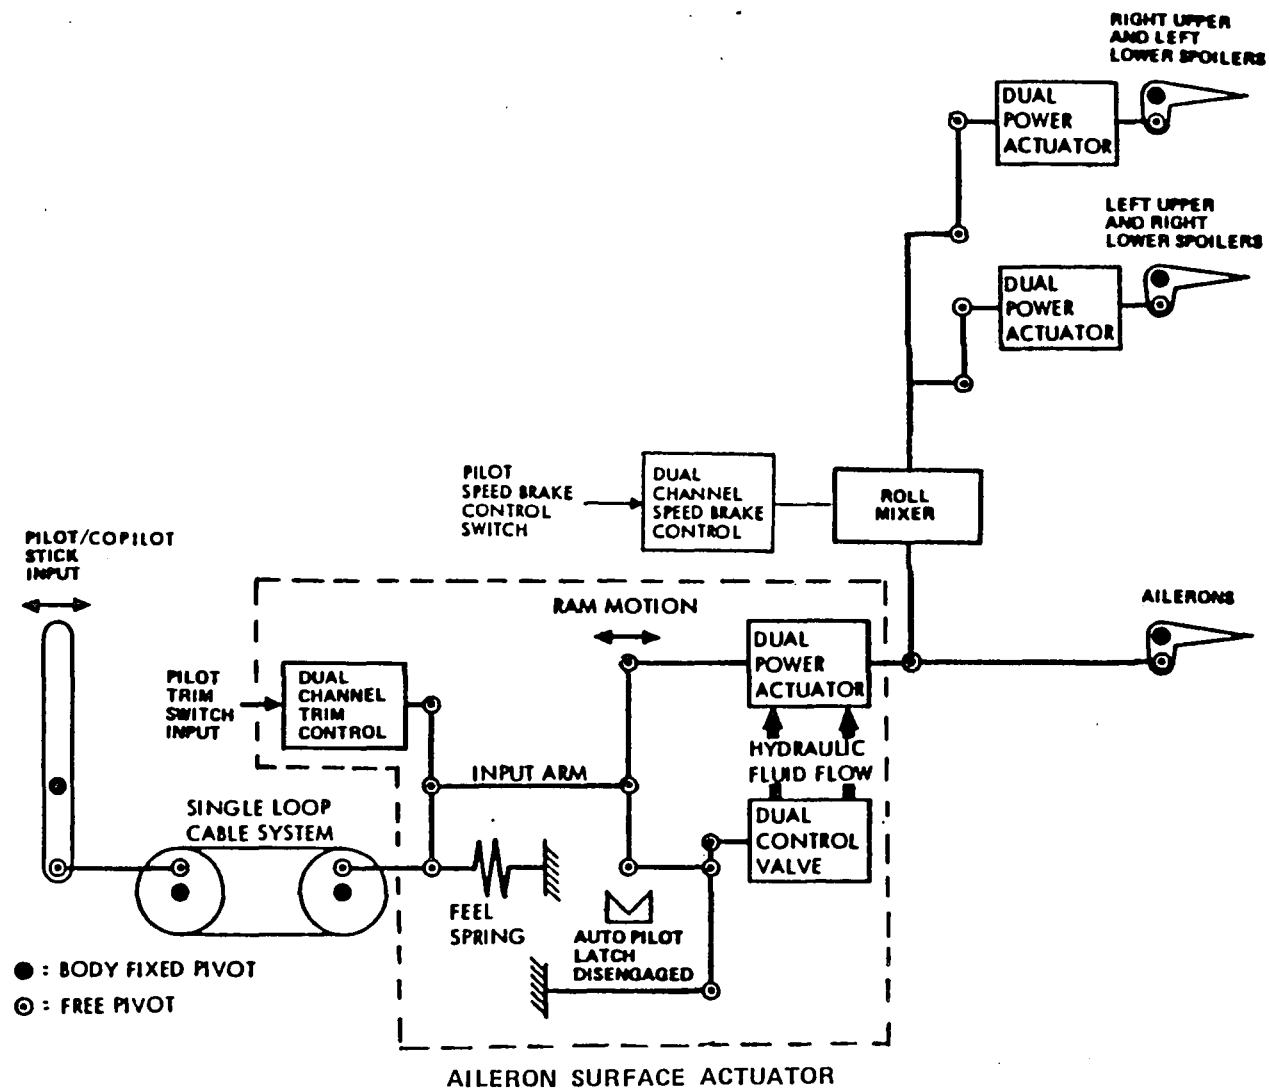 RIGHT UPPER
AND LEFT
LOWER SPOILERS
DUAL
POWER
ACTUATOR
LEFT UPPER
AND RIGHT
LOWER SPOILERS
DUAL
POWER
ACTUATOR
PILOT
SPEED BRAKE
CONTROL
SWITCH
DUAL
CHANNEL
SPEED BRAKE
CONTROL
ROLL
MIXER
PILOT/COPILOT
STICK
INPUT
RAM MOTION
AILERONS
PILOT
TRIM
SWITCH
INPUT
DUAL
CHANNEL
TRIM
CONTROL
DUAL
POWER
ACTUATOR
INPUT ARM
HYDRAULIC
FLUID FLOW
SINGLE LOOP
CABLE SYSTEM
DUAL
CONTROL
VALVE
FEEL
SPRING
AUTO PILOT
LATCH
DISENGAGED
: BODY FIXED PIVOT
: FREE PIVOT
AILERON SURFACE ACTUATOR